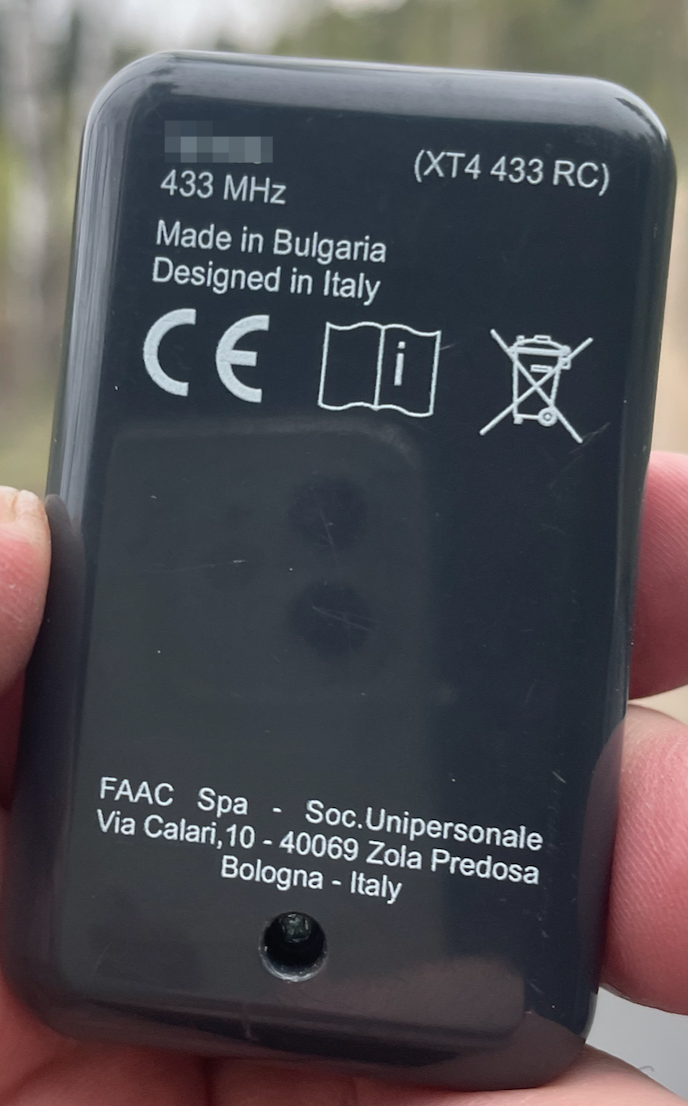 433 MHz
(XT4 433 RC)
Made in Bulgaria
Designed in Italy
CE
i
FAAC Spa - Soc.Unipersonale
Via Calari,10 - 40069 Zola Predosa
Bologna - Italy